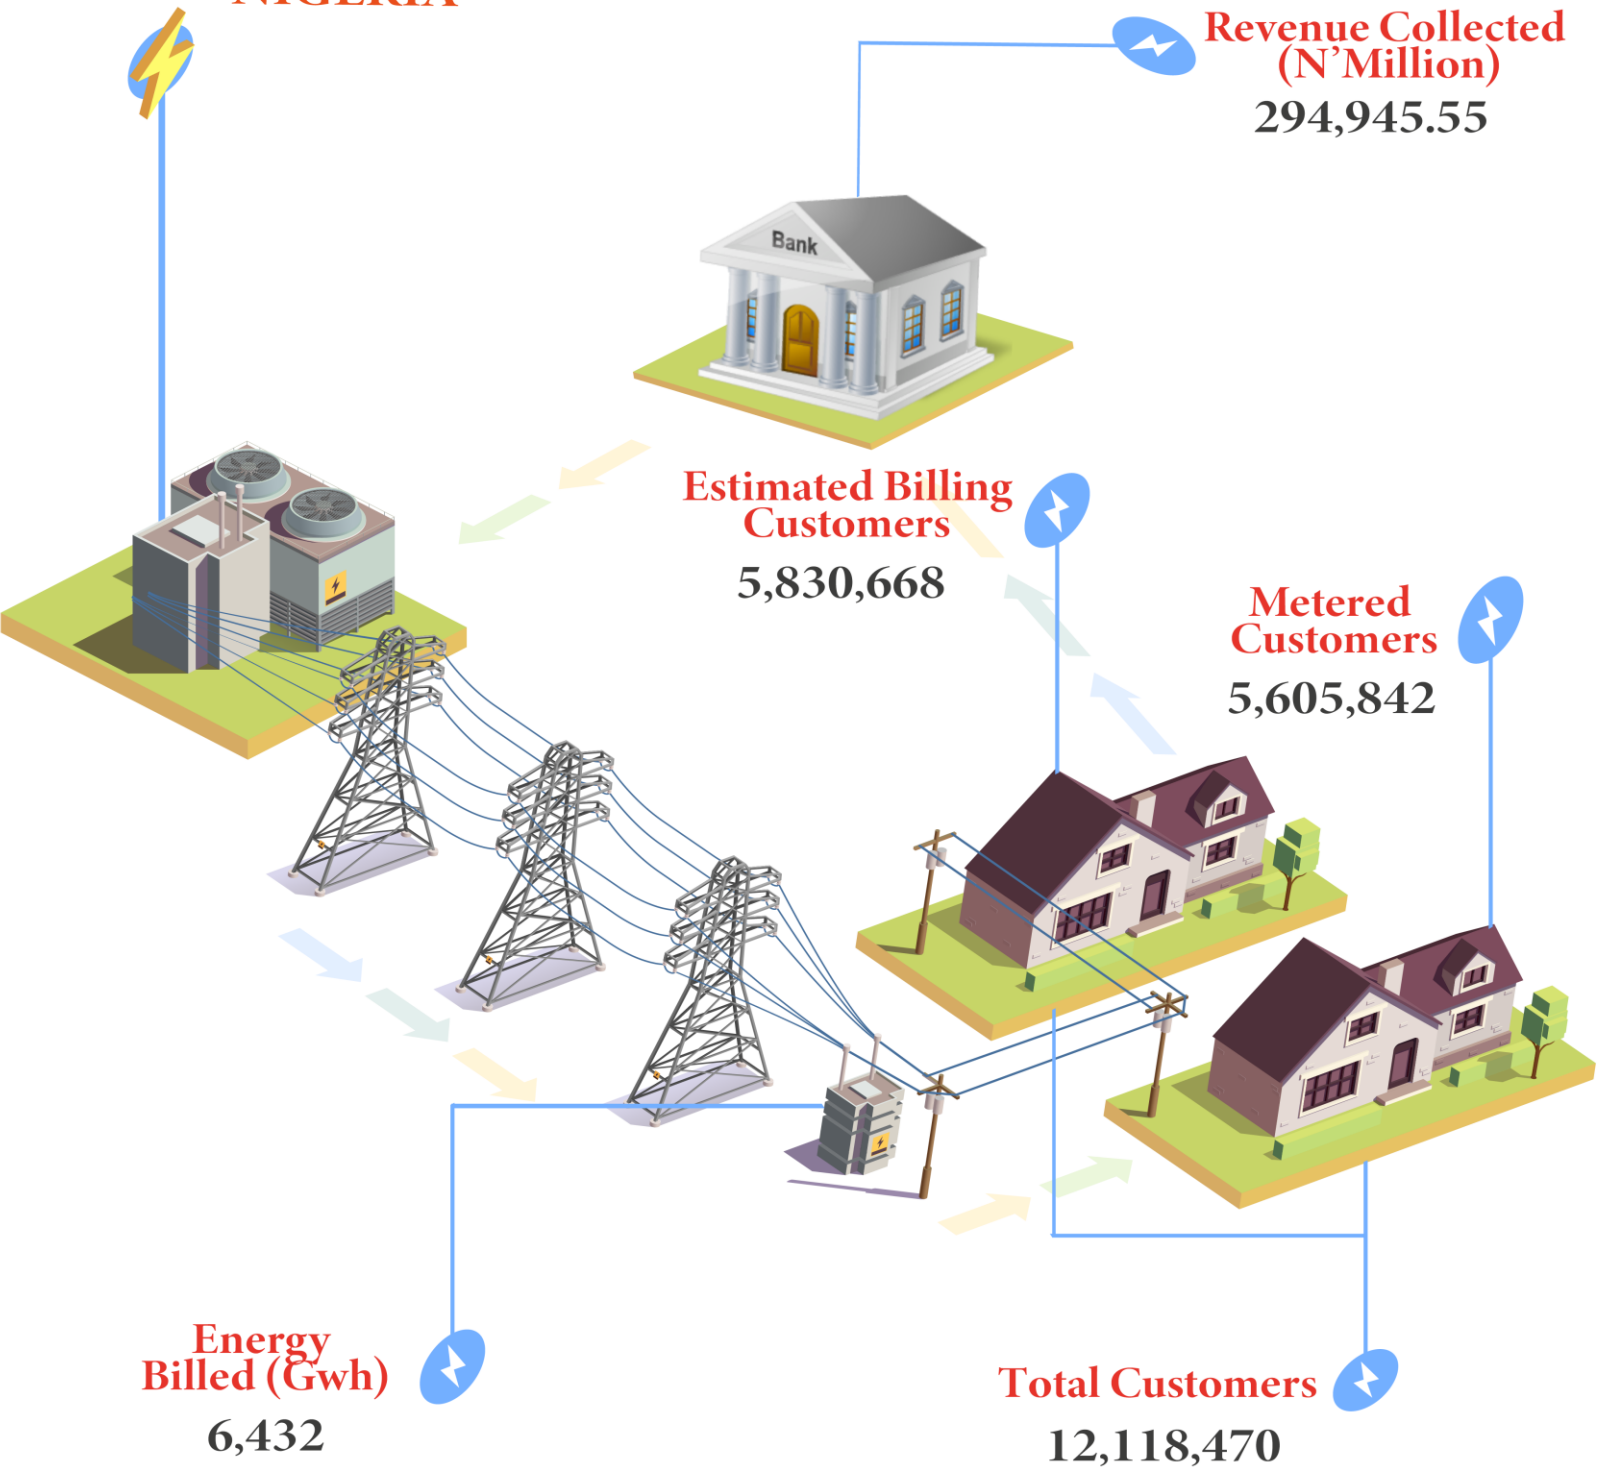 NIGERIA
Revenue Collected
(N'Million)
294,945.55
Bank
Estimated Billing
Customers
5,830,668
Metered
Customers
5,605,842
Energy
Billed (Gwh)
6,432
Total Customers
12,118,470